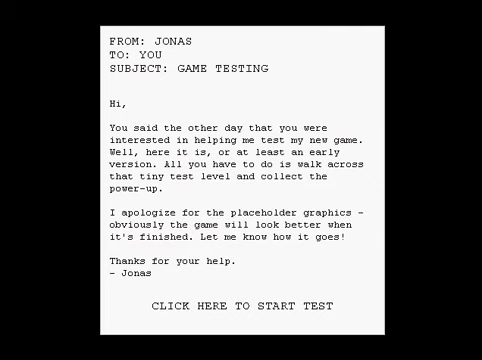 FROM: JONAS
TO: YOU
SUBJECT: GAME TESTING
Hi,
You said the other day that you were
interested in helping me test my new game.
Well, here it is, or at least an early
version. All you have to do is walk across
that tiny test level and collect the
power-up.
I apologize for the placeholder graphics -
obviously the game will look better when
it's finished. Let me know how it goes!
Thanks for your help.
- Jonas
CLICK HERE TO START TEST